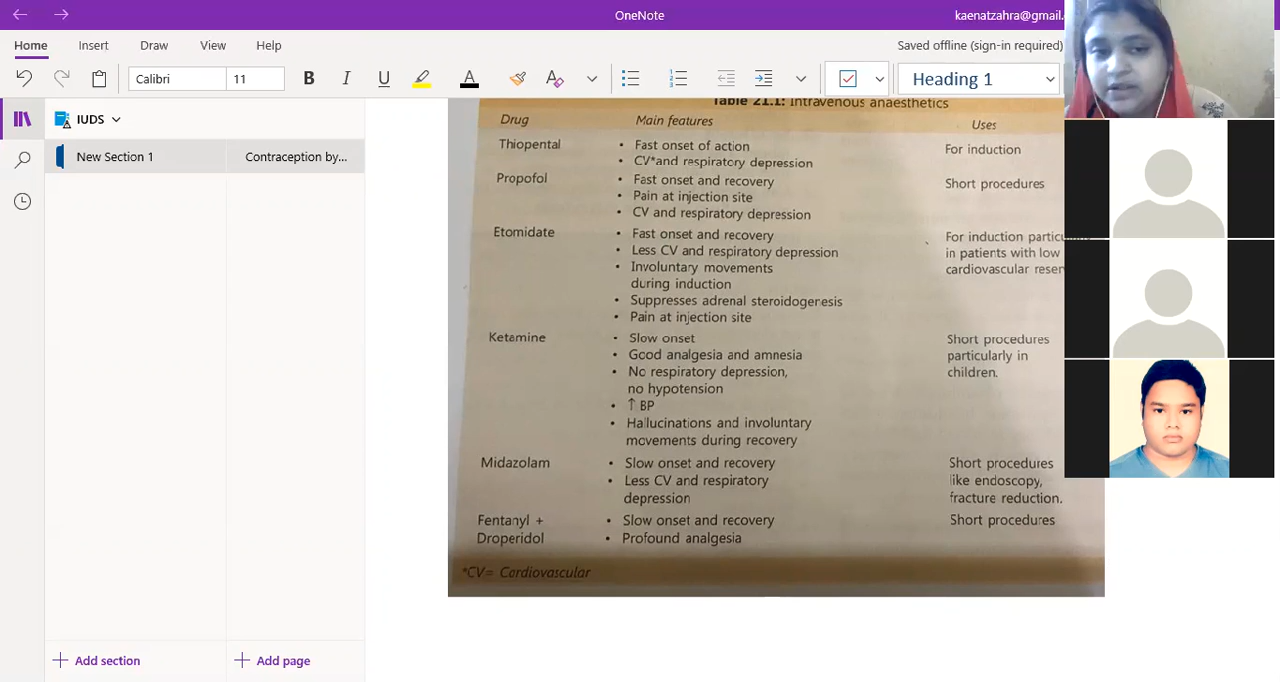 OneNote
kaenatzahra@gmail.
Home Insert Draw View Help
Saved offline (sign-in required)
Calibri 11 B I U A A Heading 1
IUDS
New Section 1 Contraception by...
Table 21.1: Intravenous anaesthetics
Drug Main features Uses
Thiopental • Fast onset of action For induction
• CV*and respiratory depression
Propofol • Fast onset and recovery Short procedures
• Pain at injection site
• CV and respiratory depression
Etomidate • Fast onset and recovery For induction particu
• Less CV and respiratory depression in patients with low
• Involuntary movements cardiovascular reser
during induction
• Suppresses adrenal steroidogenesis
• Pain at injection site
Ketamine • Slow onset Short procedures
• Good analgesia and amnesia particularly in
• No respiratory depression, children.
no hypotension
• ↑ BP
• Hallucinations and involuntary
movements during recovery
Midazolam • Slow onset and recovery Short procedures
• Less CV and respiratory like endoscopy,
depression fracture reduction.
Fentanyl + • Slow onset and recovery Short procedures
Droperidol • Profound analgesia
*CV= Cardiovascular
Add section Add page